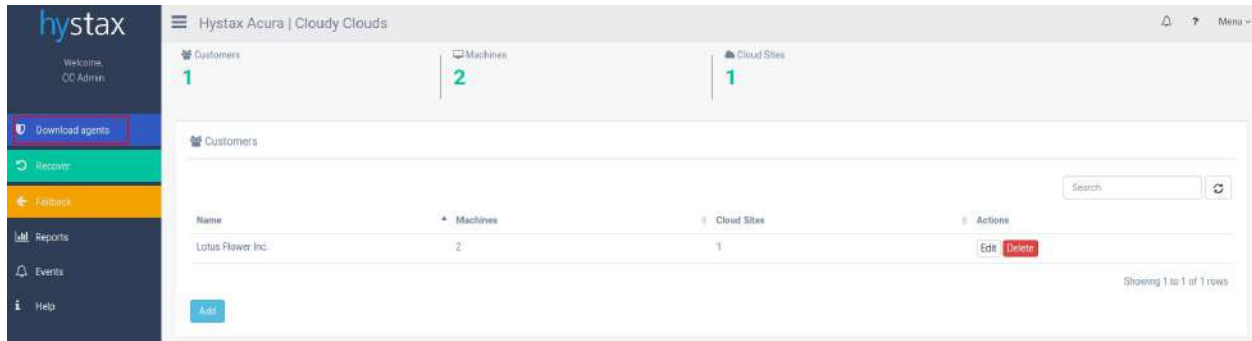 hystax
Hystax Acura | Cloudy Clouds
? Menu
Welcome,
OD Admin
Customers
1
Machines
2
Cloud Sites
1
Download agents
Recover
Failback
Reports
Events
Help
Customers
Search
Name Machines Cloud Sites Actions
Lotus Flower Inc. 2 1 Edit Delete
Showing 1 to 1 of 1 rows
Add